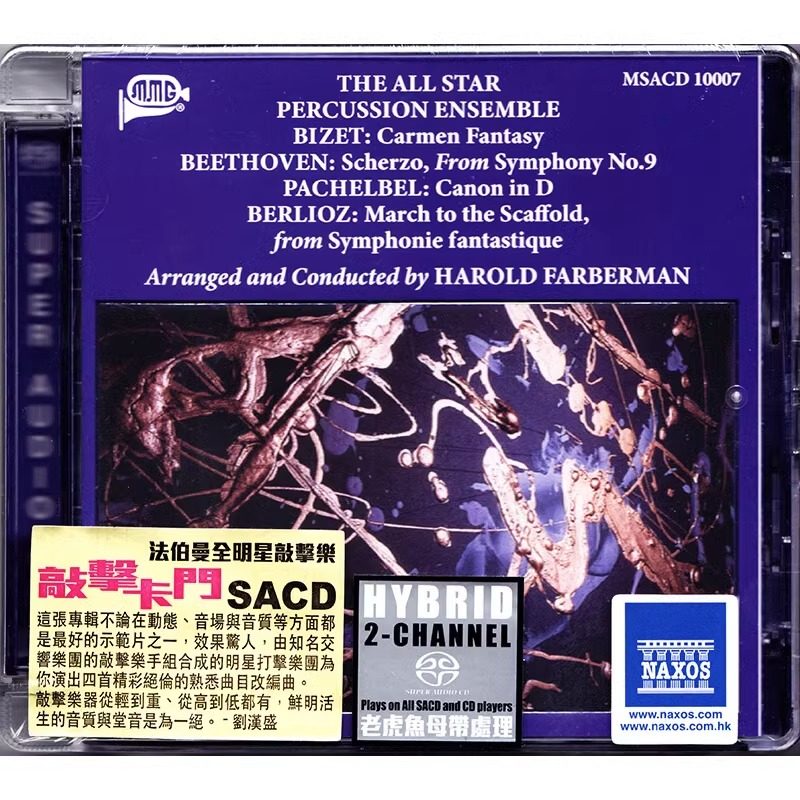 MMG®
MSACD 10007
THE ALL STAR
PERCUSSION ENSEMBLE
BIZET: Carmen Fantasy
BEETHOVEN: Scherzo, From Symphony No.9
PACHELBEL: Canon in D
BERLIOZ: March to the Scaffold,
from Symphonie fantastique
Arranged and Conducted by HAROLD FARBERMAN
SUPER AUDIO
法伯曼全明星敲擊樂
敲擊卡門 SACD
這張專輯不論在動態、音場與音質等方面都
是最好的示範片之一，效果驚人，由知名交
響樂團的敲擊樂手組合成的明星打擊樂團為
你演出四首精彩絕倫的熟悉曲目改編曲。
敲擊樂器從輕到重、從高到低都有，鮮明活
生的音質與堂音是為一絕。- 劉漢盛
HYBRID
2-CHANNEL
SUPER AUDIO CD
Plays on All SACD and CD players
老虎魚母帶處理
NAXOS
www.naxos.com
www.naxos.com.hk